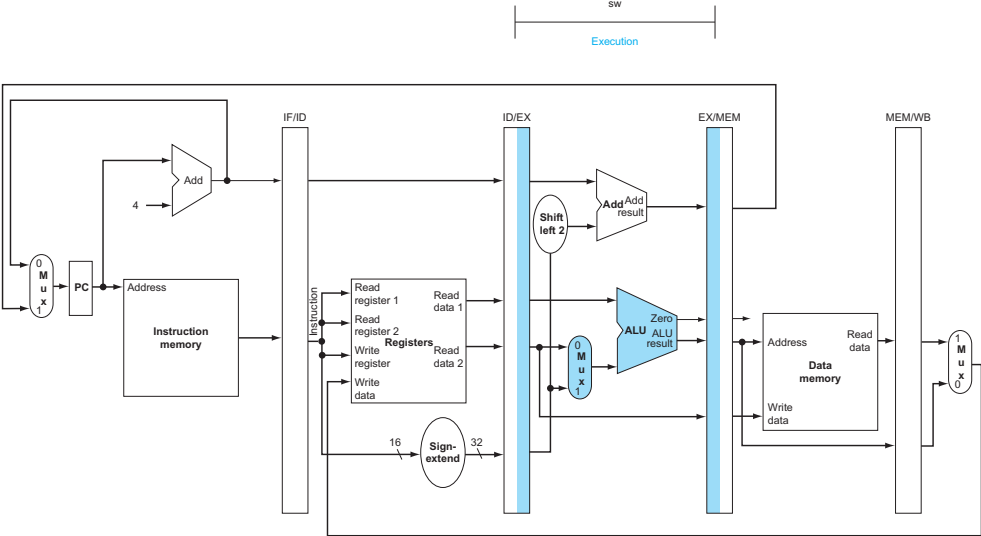 sw
Execution
IF/ID
ID/EX
EX/MEM
MEM/WB
Add
4
0
M
u
x
1
PC
Address
Instruction
memory
Instruction
Read
register 1
Read
register 2
Write
register
Write
data
Registers
Read
data 1
Read
data 2
16
Sign-
extend
32
Shift
left 2
Add
Add
result
0
M
u
x
1
ALU
Zero
ALU
result
Address
Read
data
Data
memory
Write
data
1
M
u
x
0